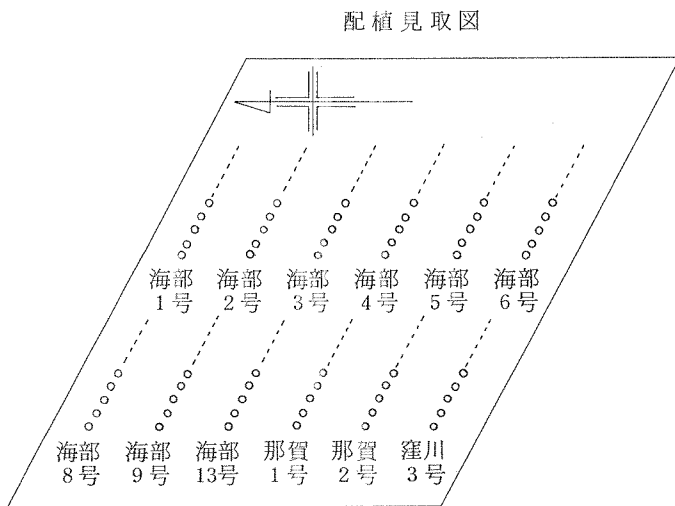 配植見取図
海部 海部 海部 海部 海部 海部
1号 2号 3号 4号 5号 6号
海部 海部 海部 那賀 那賀 窪川
8号 9号 13号 1号 2号 3号